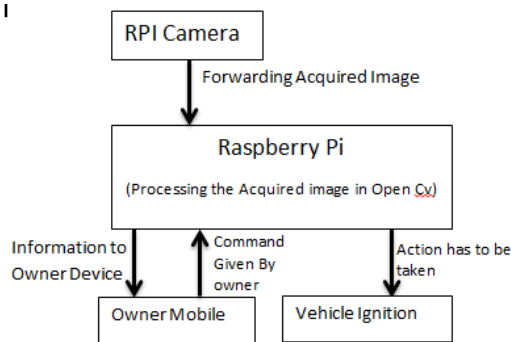 RPI Camera
Forwarding Acquired Image
Raspberry Pi
(Processing the Acquired image in Open Cv)
Information to
Owner Device
Command
Given By
owner
Action has to be
taken
Owner Mobile
Vehicle Ignition